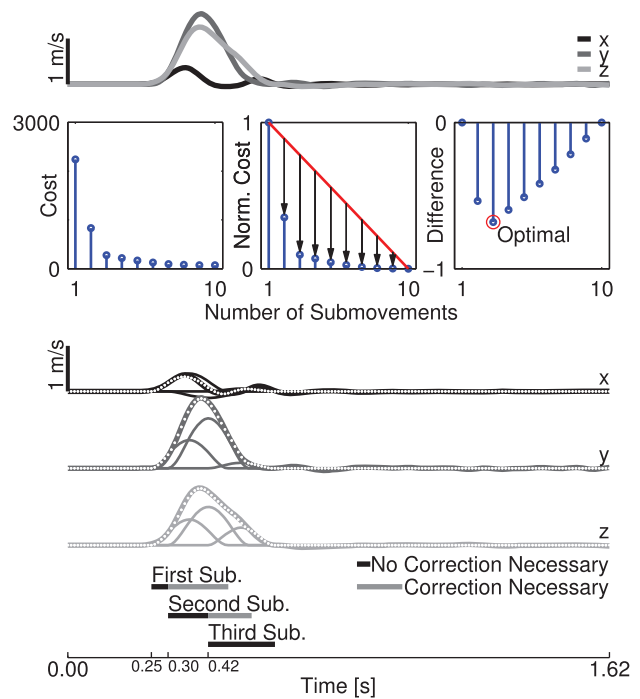 1 m/s
x
y
z
3000
0
Cost
1
10
1
0
Norm. Cost
1
10
0
−1
Difference
Optimal
1
10
Number of Submovements
1 m/s
x
y
z
No Correction Necessary
Correction Necessary
First Sub.
Second Sub.
Third Sub.
0.00
0.25
0.30
0.42
1.62
Time [s]